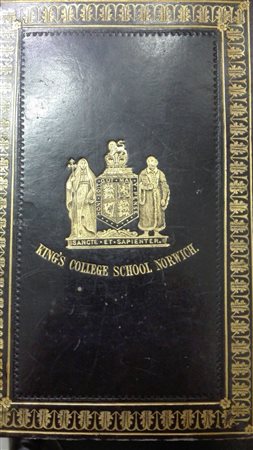 SANCTE · ET · SAPIENTER.
KING'S COLLEGE SCHOOL NORWICH.